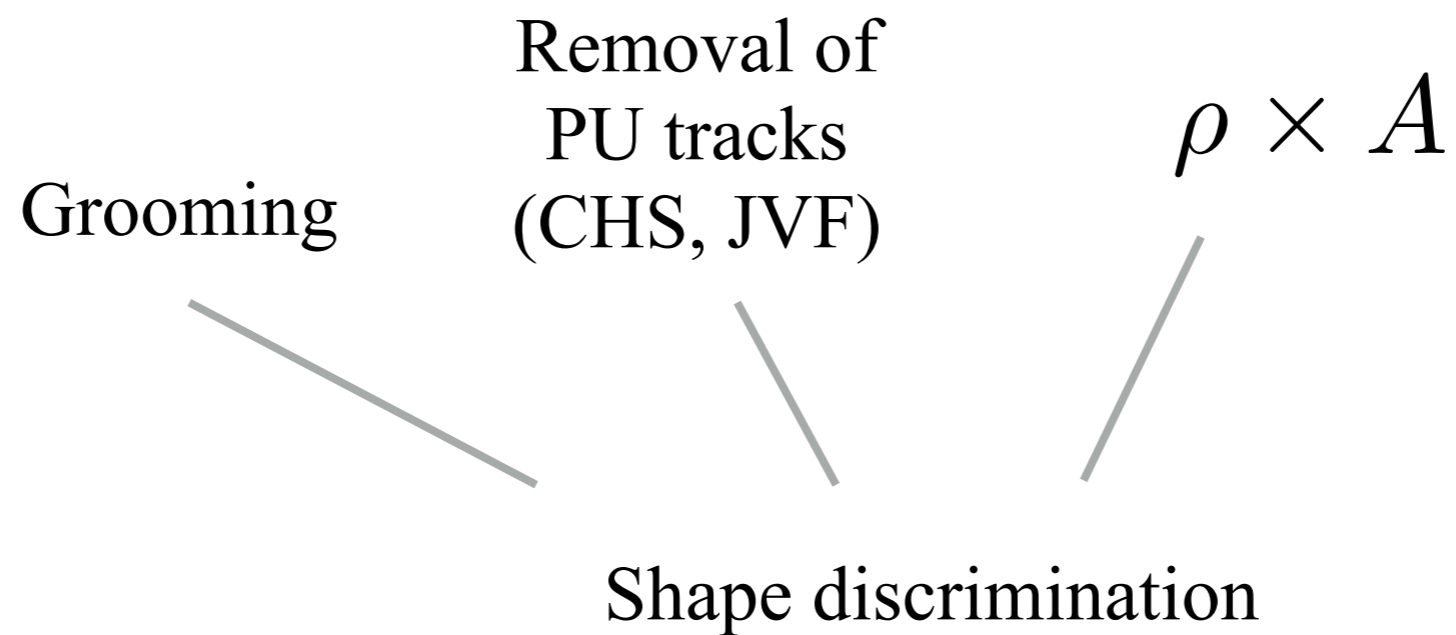 Grooming
Removal of
PU tracks
(CHS, JVF)
ρ × A
Shape discrimination